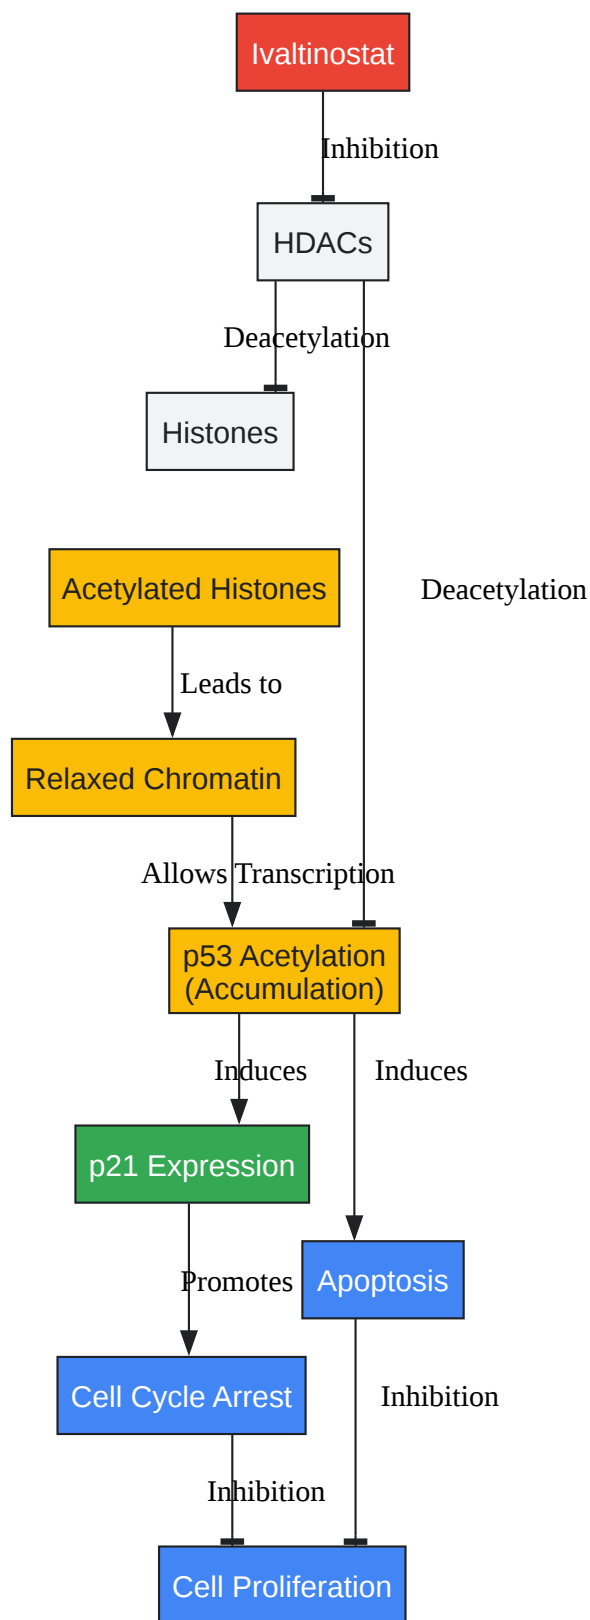 Ivaltinostat
Inhibition
HDACs
Deacetylation
Histones
Acetylated Histones
Deacetylation
Leads to
Relaxed Chromatin
Allows Transcription
p53 Acetylation
(Accumulation)
Induces
Induces
p21 Expression
Promotes
Apoptosis
Cell Cycle Arrest
Inhibition
Inhibition
Cell Proliferation